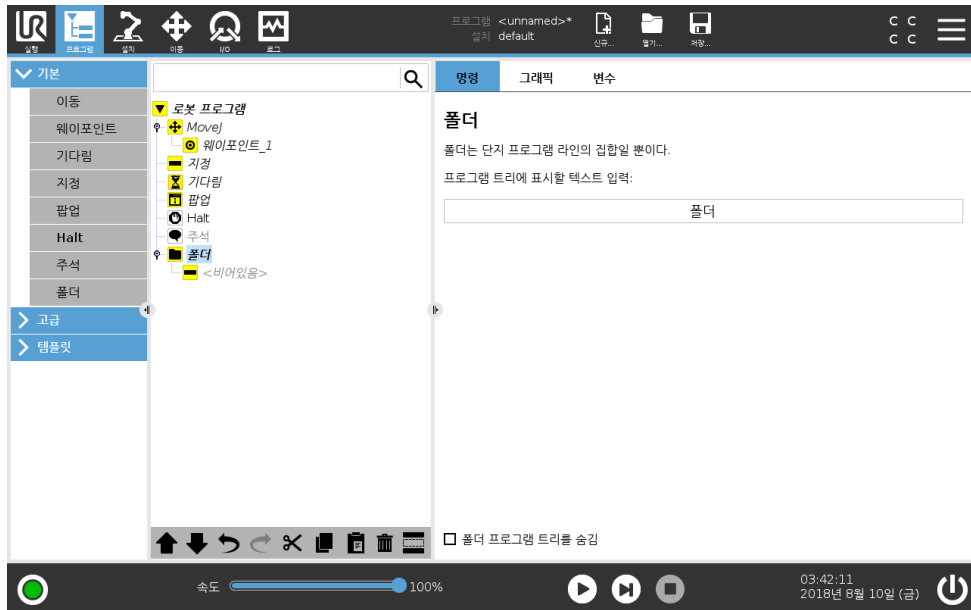 UR
실행
프로그램
설치
이동
I/O
로그
프로그램 <unnamed>*
설치 default
신규...
열기...
저장...
C C
C C
기본
이동
웨이포인트
기다림
지정
팝업
Halt
주석
폴더
고급
템플릿
로봇 프로그램
MoveJ
웨이포인트_1
지정
기다림
팝업
Halt
주석
폴더
<비어있음>
명령 그래픽 변수
폴더
폴더는 단지 프로그램 라인의 집합일 뿐이다.
프로그램 트리에 표시할 텍스트 입력:
폴더
폴더 프로그램 트리를 숨김
속도 100%
03:42:11
2018년 8월 10일 (금)